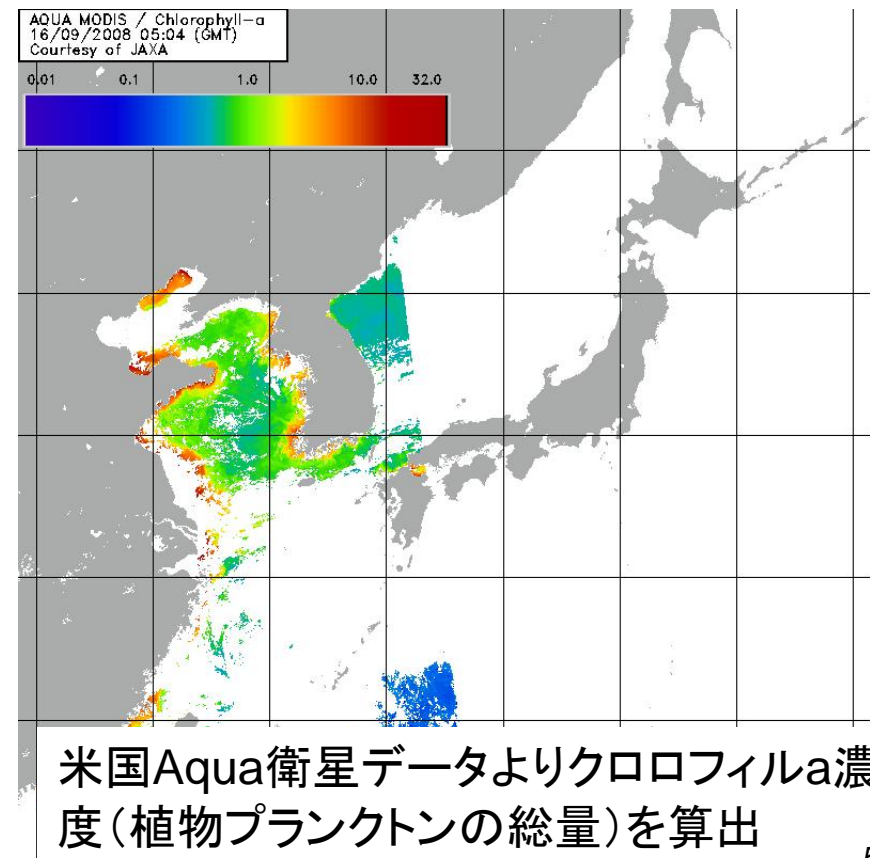 AQUA MODIS / Chlorophyll-a
16/09/2008 05:04 (GMT)
Courtesy of JAXA
0.01 0.1 1.0 10.0 32.0
米国Aqua衛星データよりクロロフィルa濃
度(植物プランクトンの総量)を算出